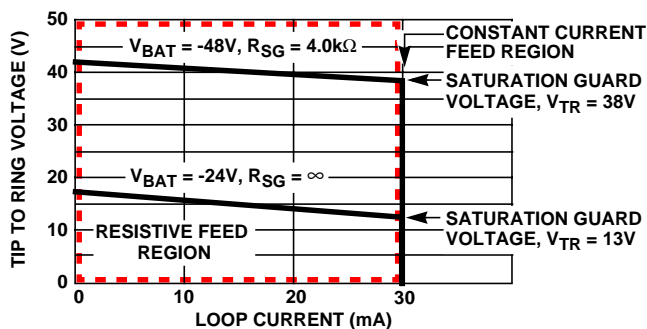 50
40
30
20
10
0
TIP TO RING VOLTAGE (V)
V_BAT = -48V, R_SG = 4.0kΩ
V_BAT = -24V, R_SG = ∞
RESISTIVE FEED
REGION
CONSTANT CURRENT
FEED REGION
SATURATION GUARD
VOLTAGE, V_TR = 38V
SATURATION GUARD
VOLTAGE, V_TR = 13V
0 10 20 30
LOOP CURRENT (mA)